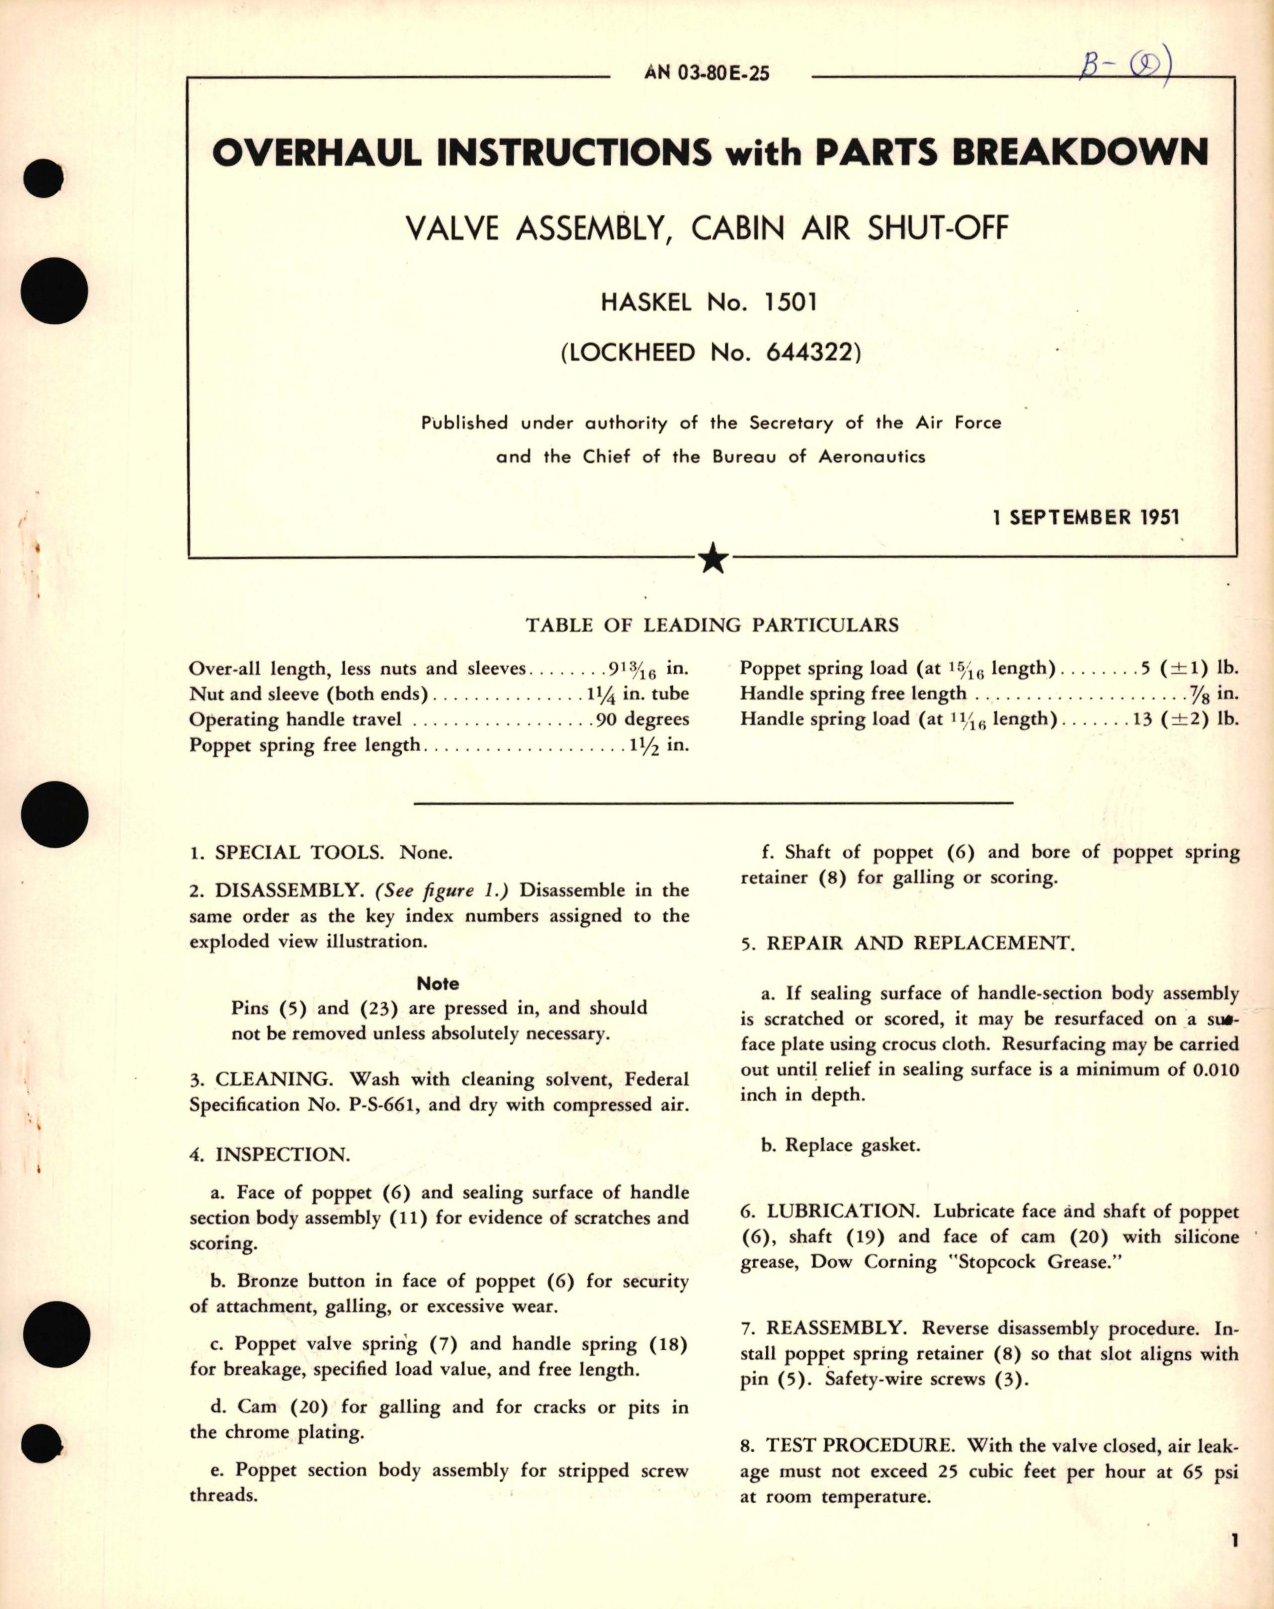 AN 03-80E-25
B-
OVERHAUL INSTRUCTIONS with PARTS BREAKDOWN
VALVE ASSEMBLY, CABIN AIR SHUT-OFF
HASKEL No. 1501
(LOCKHEED No. 644322)
Published under authority of the Secretary of the Air Force
and the Chief of the Bureau of Aeronautics
1 SEPTEMBER 1951
TABLE OF LEADING PARTICULARS
Over-all length, less nuts and sleeves........9 13/16 in.
Nut and sleeve (both ends)...............1 1/4 in. tube
Operating handle travel ..................90 degrees
Poppet spring free length....................1 1/2 in.
Poppet spring load (at 15/16 length)........5 (±1) lb.
Handle spring free length .....................7/8 in.
Handle spring load (at 11/16 length).......13 (±2) lb.
1. SPECIAL TOOLS. None.
2. DISASSEMBLY. (See figure 1.) Disassemble in the
same order as the key index numbers assigned to the
exploded view illustration.
Note
Pins (5) and (23) are pressed in, and should
not be removed unless absolutely necessary.
3. CLEANING. Wash with cleaning solvent, Federal
Specification No. P-S-661, and dry with compressed air.
4. INSPECTION.
a. Face of poppet (6) and sealing surface of handle
section body assembly (11) for evidence of scratches and
scoring.
b. Bronze button in face of poppet (6) for security
of attachment, galling, or excessive wear.
c. Poppet valve spring (7) and handle spring (18)
for breakage, specified load value, and free length.
d. Cam (20) for galling and for cracks or pits in
the chrome plating.
e. Poppet section body assembly for stripped screw
threads.
f. Shaft of poppet (6) and bore of poppet spring
retainer (8) for galling or scoring.
5. REPAIR AND REPLACEMENT.
a. If sealing surface of handle-section body assembly
is scratched or scored, it may be resurfaced on a sur-
face plate using crocus cloth. Resurfacing may be carried
out until relief in sealing surface is a minimum of 0.010
inch in depth.
b. Replace gasket.
6. LUBRICATION. Lubricate face and shaft of poppet
(6), shaft (19) and face of cam (20) with silicone
grease, Dow Corning "Stopcock Grease."
7. REASSEMBLY. Reverse disassembly procedure. In-
stall poppet spring retainer (8) so that slot aligns with
pin (5). Safety-wire screws (3).
8. TEST PROCEDURE. With the valve closed, air leak-
age must not exceed 25 cubic feet per hour at 65 psi
at room temperature.
1